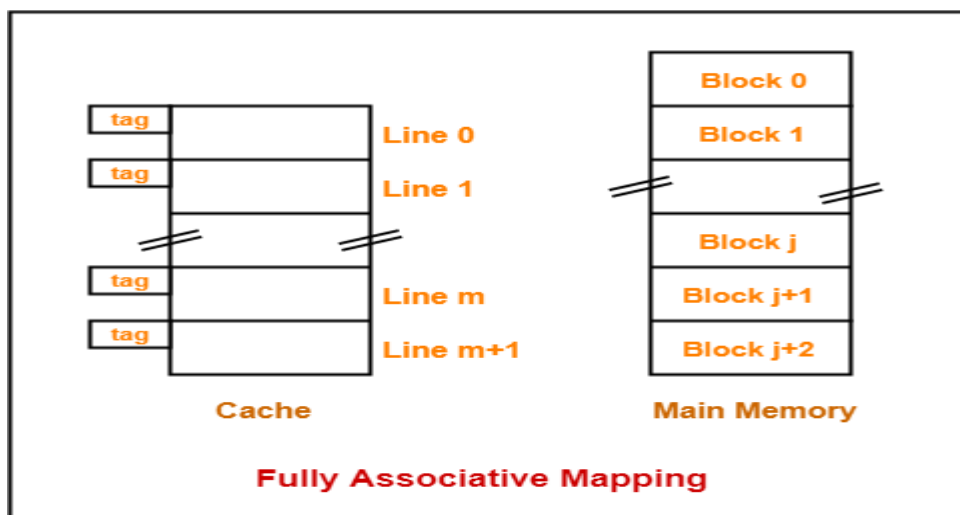 tag
Line 0
tag
Line 1
tag
Line m
tag
Line m+1
Cache
Block 0
Block 1
Block j
Block j+1
Block j+2
Main Memory
Fully Associative Mapping